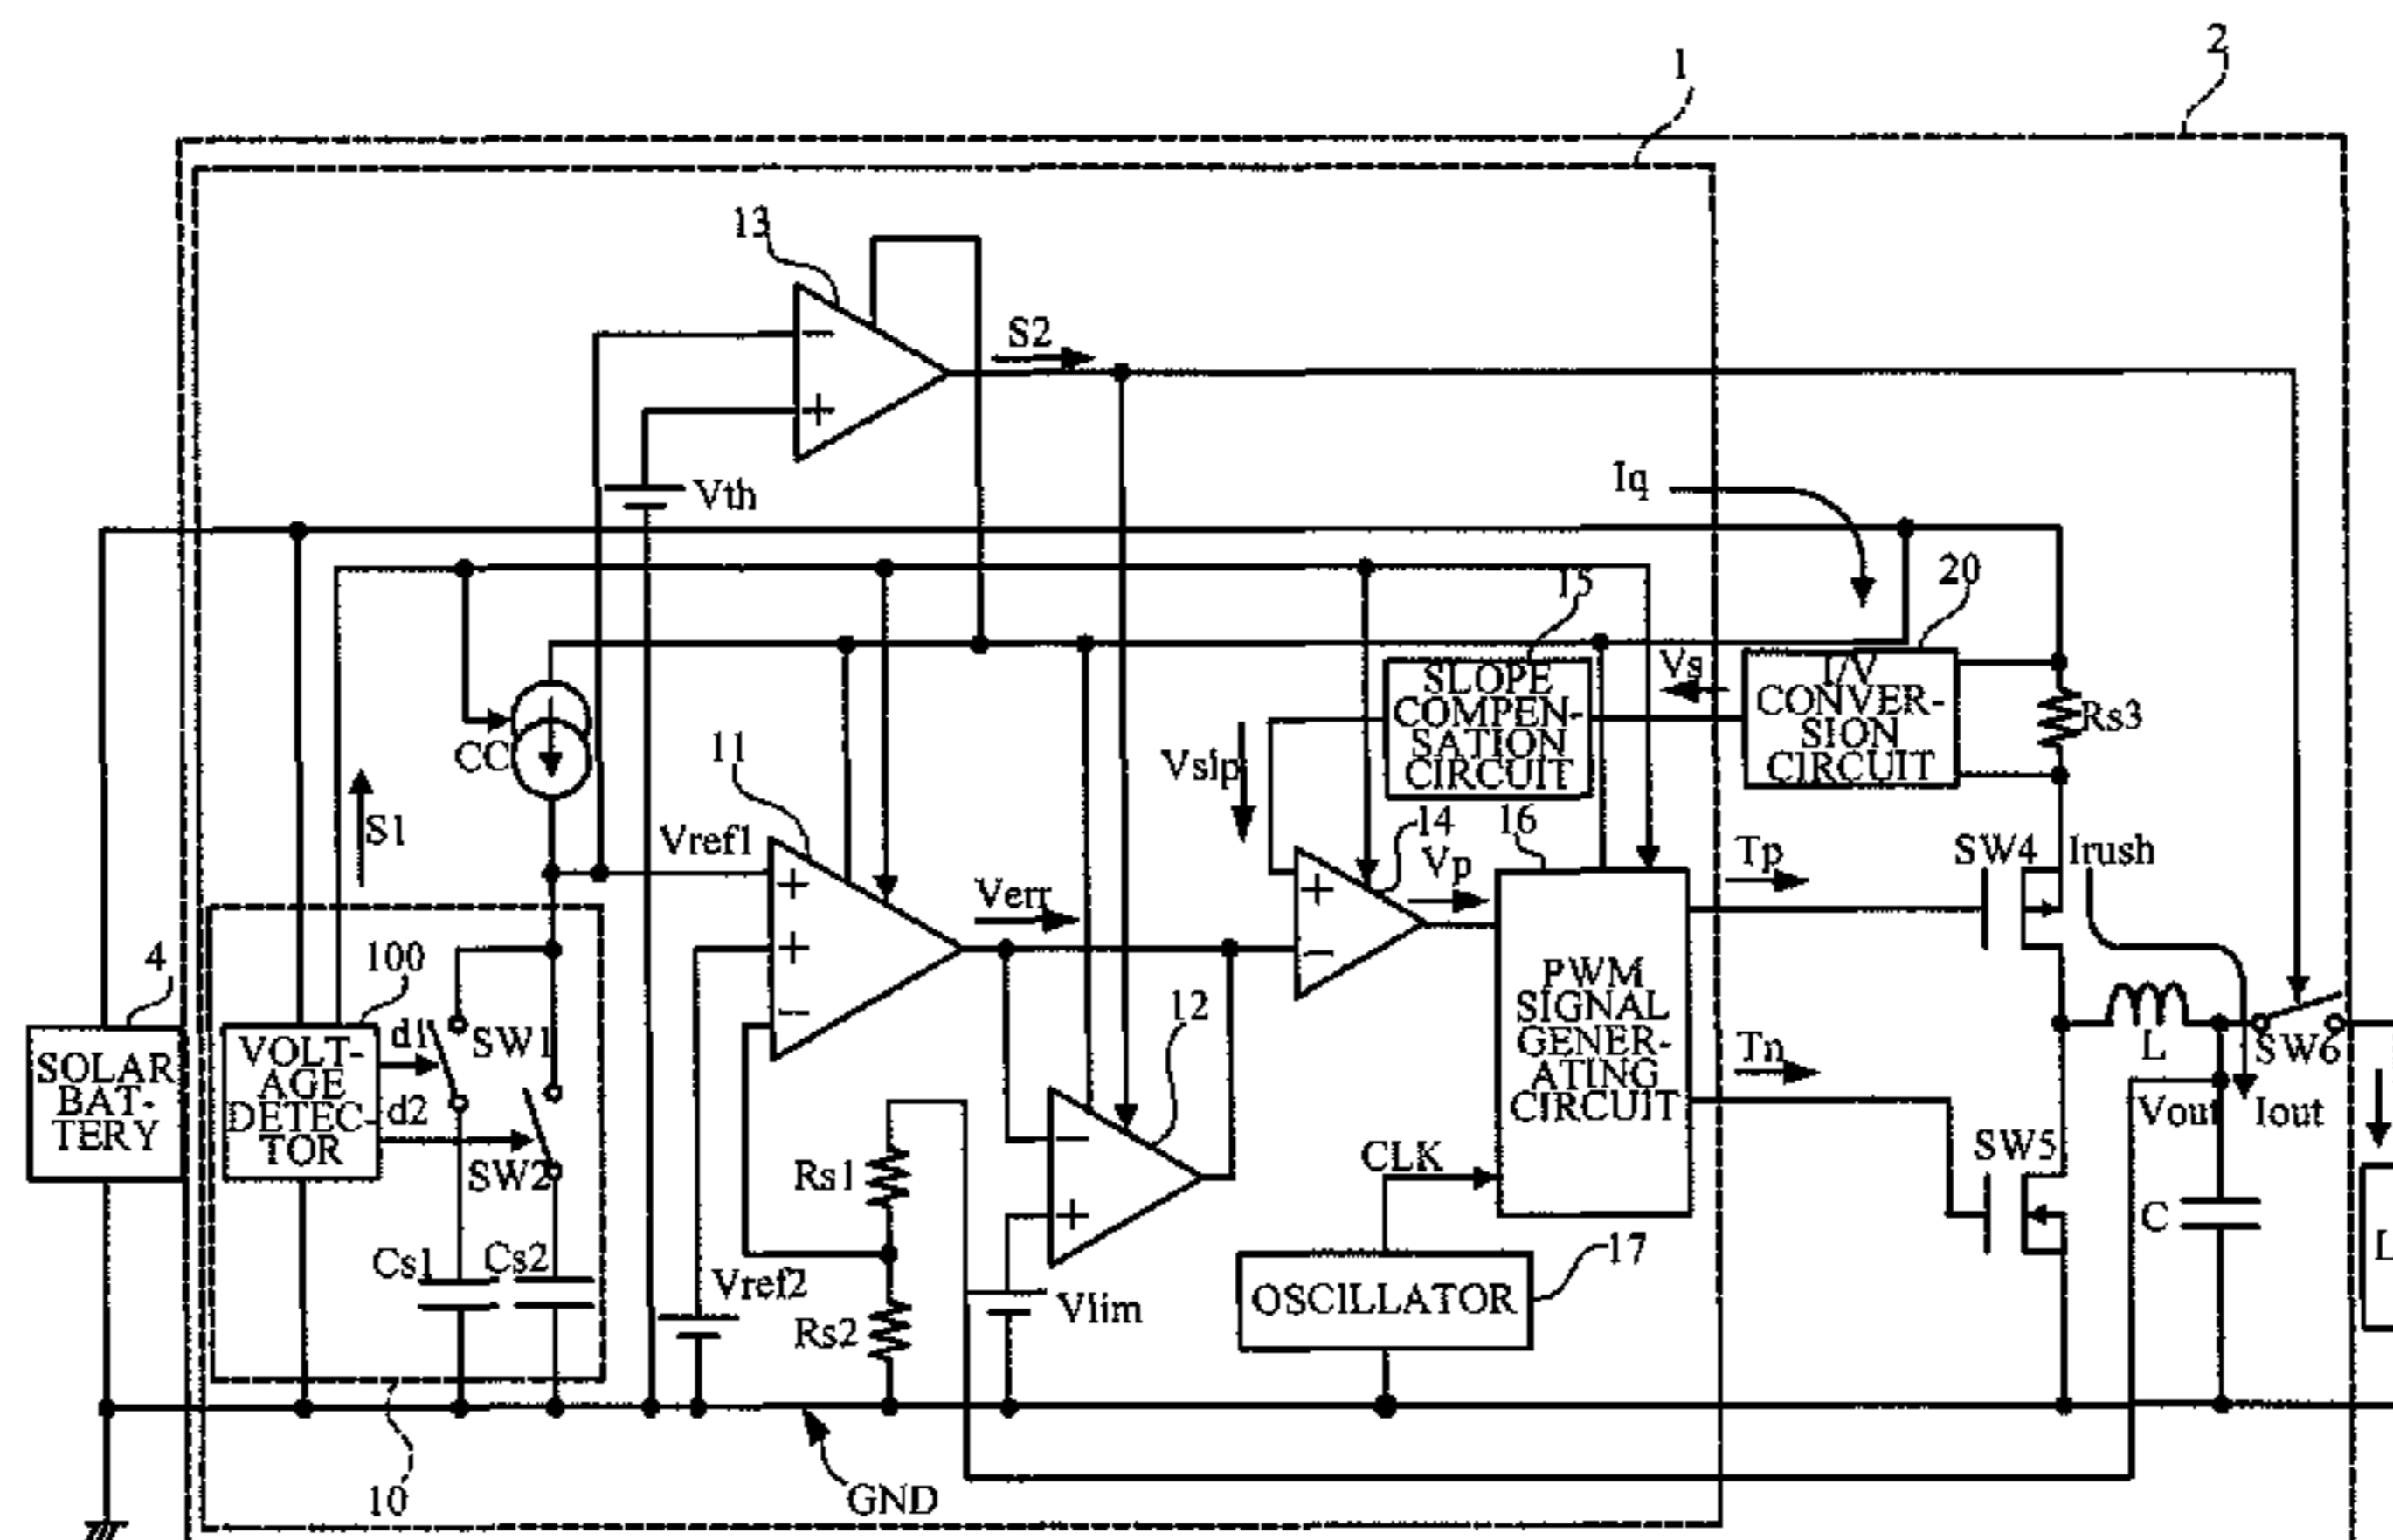 2
1
13
S2
Vth
Iq
15
20
SLOPE
COMPEN-
SATION
CIRCUIT
Vs
I/V
CONVER-
SION
CIRCUIT
Rs3
CC
11
Vslp
S1
Vref1
14
16
Vp
Tp
SW4
Irush
Verr
4
100
d1
SW1
VOLT-
AGE
DETEC-
TOR
d2
SW2
SOLAR
BAT-
TERY
12
PWM
SIGNAL
GENER-
ATING
CIRCUIT
Tn
L
SW6
Vout
Iout
SW5
Rs1
CLK
C
Cs1
Cs2
Vref2
Rs2
Vlim
OSCILLATOR
17
L
10
GND
+
−